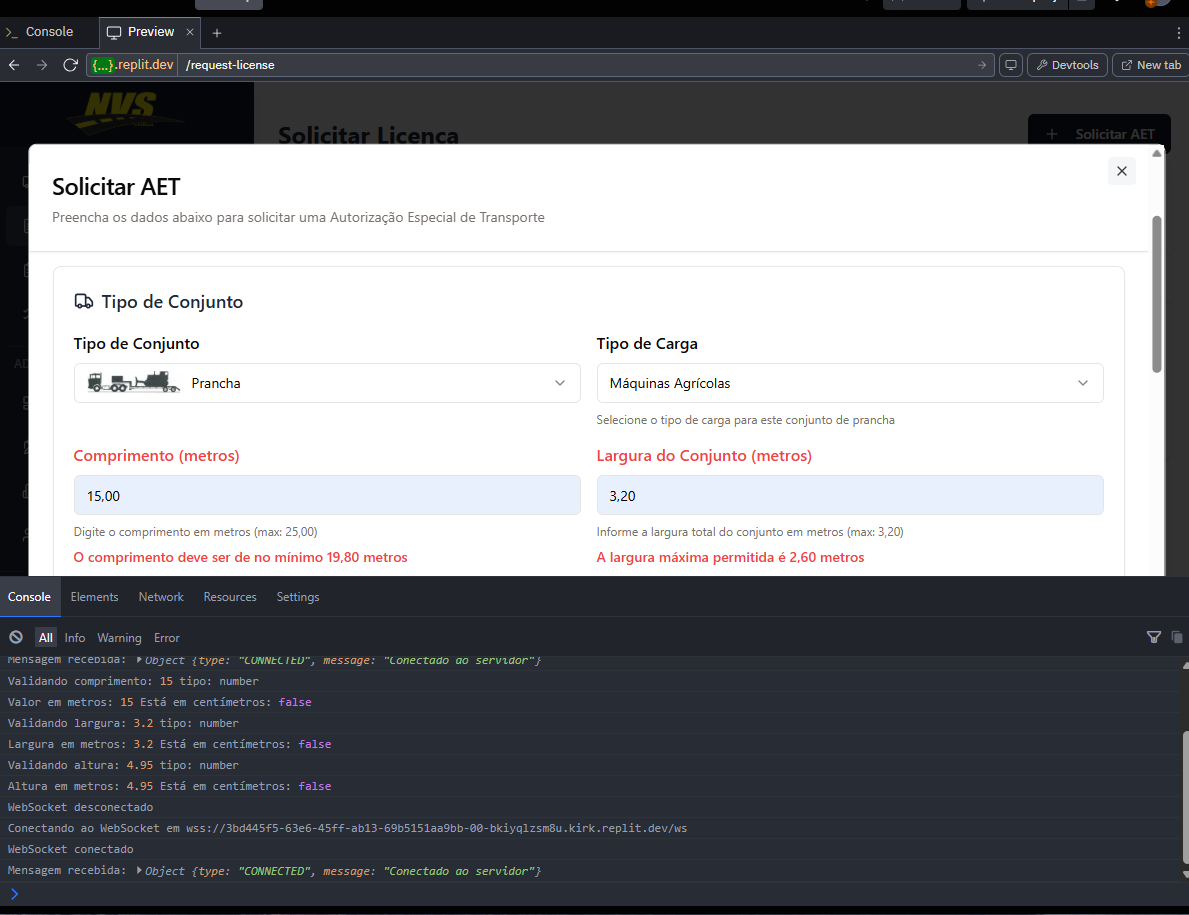 Console
Preview
{...}.replit.dev /request-license
Devtools
New tab
NVS
Solicitar Licença
+ Solicitar AET
Solicitar AET
Preencha os dados abaixo para solicitar uma Autorização Especial de Transporte
Tipo de Conjunto
Tipo de Conjunto
Tipo de Carga
Prancha
Máquinas Agrícolas
Selecione o tipo de carga para este conjunto de prancha
Comprimento (metros)
Largura do Conjunto (metros)
15,00
3,20
Digite o comprimento em metros (max: 25,00)
Informe a largura total do conjunto em metros (max: 3,20)
O comprimento deve ser de no mínimo 19,80 metros
A largura máxima permitida é 2,60 metros
Console Elements Network Resources Settings
All Info Warning Error
Mensagem recebida: Object {type: "CONNECTED", message: "Conectado ao servidor"}
Validando comprimento: 15 tipo: number
Valor em metros: 15 Está em centímetros: false
Validando largura: 3.2 tipo: number
Largura em metros: 3.2 Está em centímetros: false
Validando altura: 4.95 tipo: number
Altura em metros: 4.95 Está em centímetros: false
WebSocket desconectado
Conectando ao WebSocket em wss://3bd445f5-63e6-45ff-ab13-69b5151aa9bb-00-bkiyqlzsm8u.kirk.replit.dev/ws
WebSocket conectado
Mensagem recebida: Object {type: "CONNECTED", message: "Conectado ao servidor"}